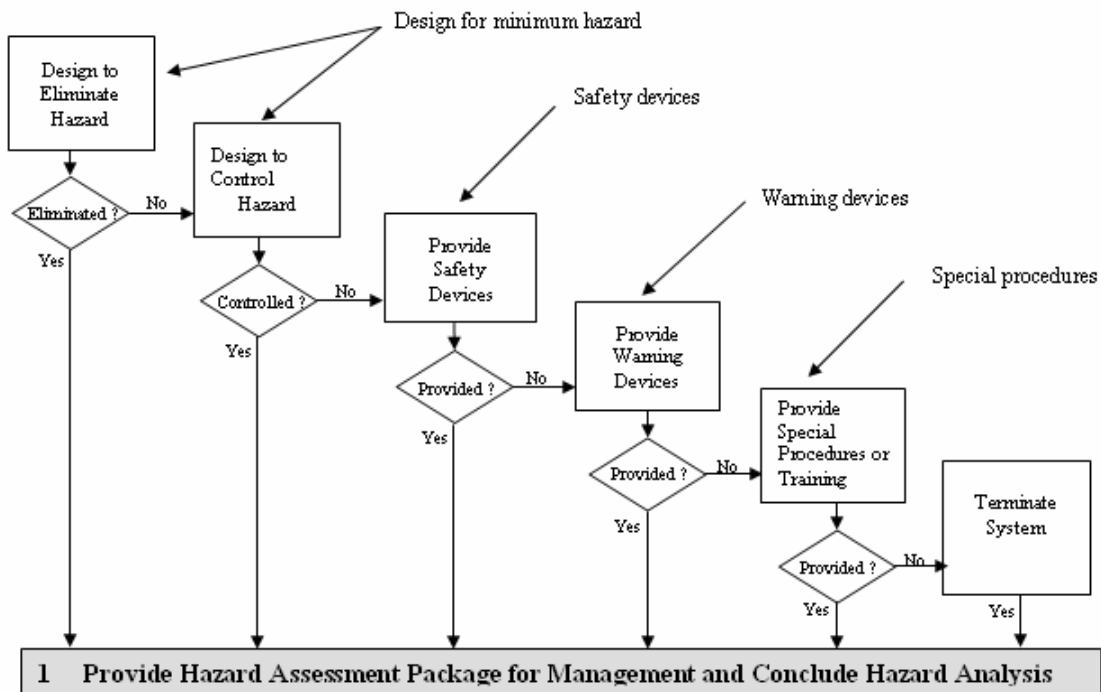 Design for minimum hazard
Design to
Eliminate
Hazard
Safety devices
Design to
Control
Hazard
Eliminated ?
No
Warning devices
Yes
Provide
Safety
Devices
Special procedures
Controlled ?
No
Yes
Provide
Warning
Devices
Provided ?
No
Yes
Provide
Special
Procedures or
Training
Provided ?
No
Terminate
System
Yes
Provided ?
No
Yes
Yes
1 Provide Hazard Assessment Package for Management and Conclude Hazard Analysis